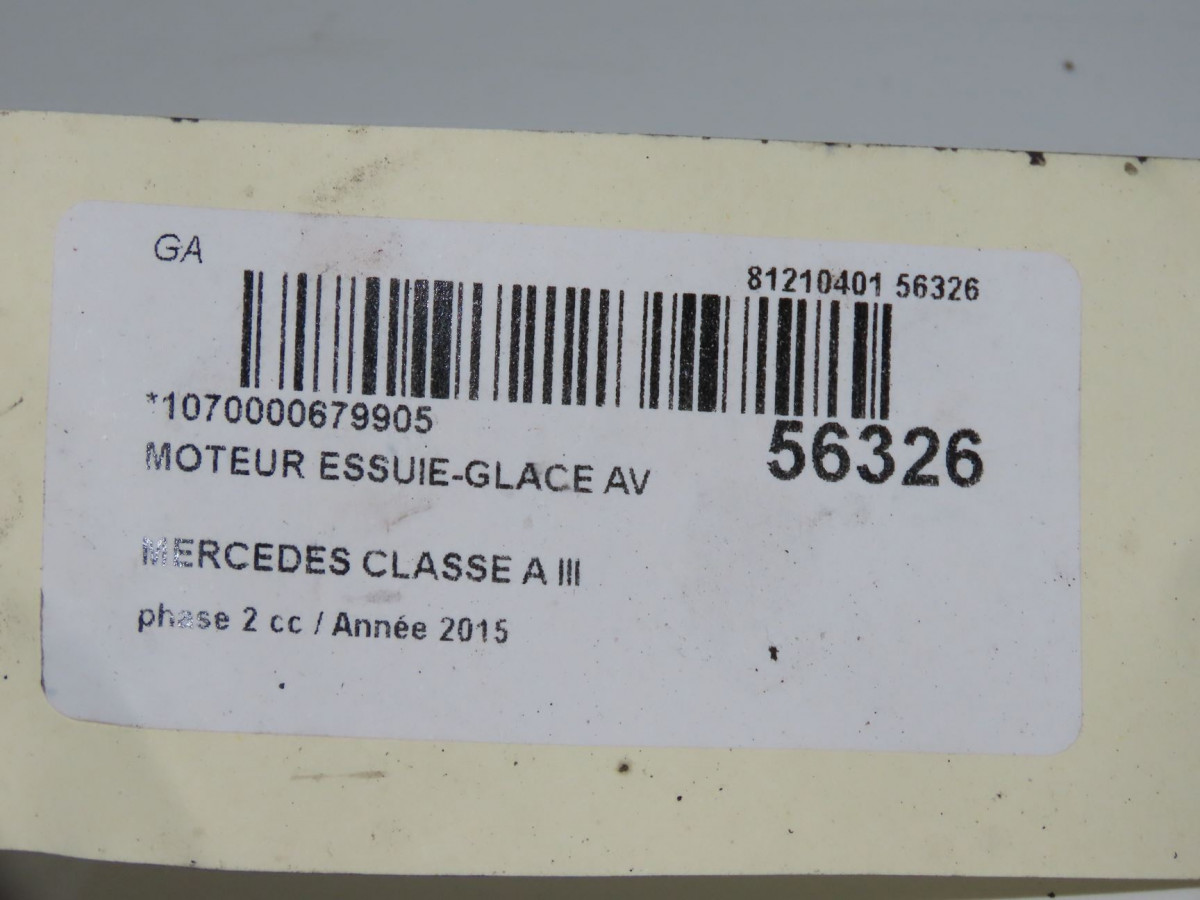 GA
81210401 56326
*1070000679905
56326
MOTEUR ESSUIE-GLACE AV
MERCEDES CLASSE A III
phase 2 cc / Année 2015